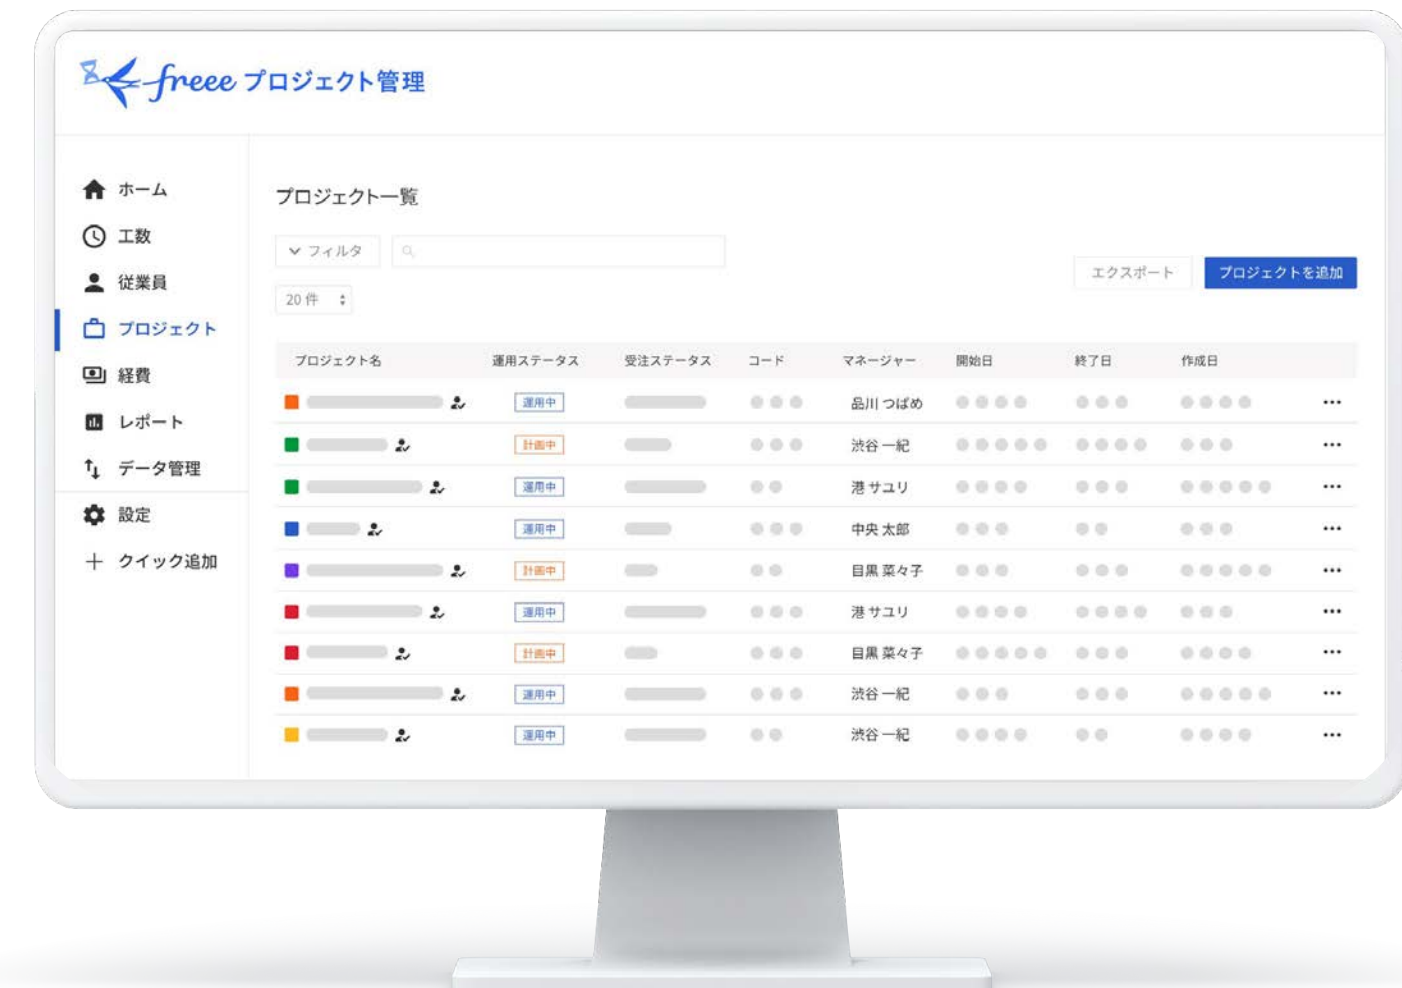 freee プロジェクト管理
ホーム
工数
従業員
プロジェクト
経費
レポート
データ管理
設定
クイック追加
プロジェクト一覧
フィルタ
エクスポート プロジェクトを追加
20 件
プロジェクト名 運用ステータス 受注ステータス コード マネージャー 開始日 終了日 作成日
運用中 品川 つばめ
計画中 渋谷 一紀
運用中 港 サユリ
運用中 中央 太郎
計画中 目黒 菜々子
運用中 港 サユリ
計画中 目黒 菜々子
運用中 渋谷 一紀
運用中 渋谷 一紀